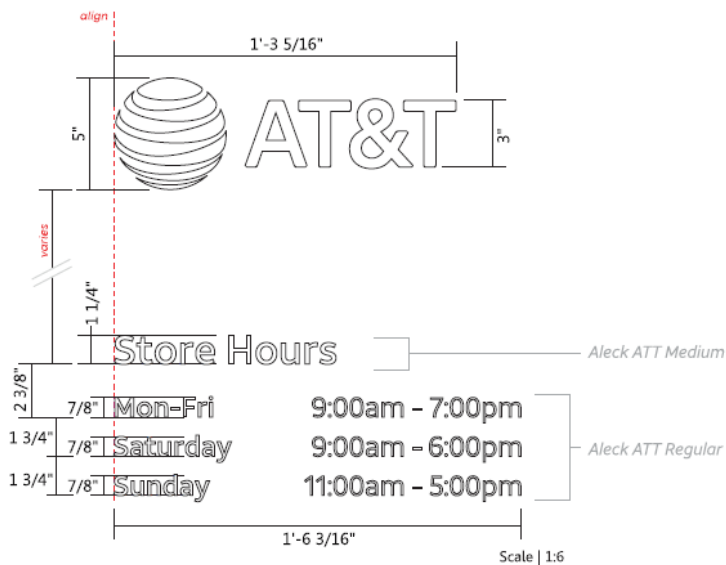 align
1'-3 5/16"
5"
AT&T
3"
varies
1 1/4"
Store Hours
Aleck ATT Medium
2 3/8"
7/8" Mon-Fri 9:00am - 7:00pm
1 3/4"
7/8" Saturday 9:00am - 6:00pm
Aleck ATT Regular
1 3/4"
7/8" Sunday 11:00am - 5:00pm
1'-6 3/16"
Scale | 1:6